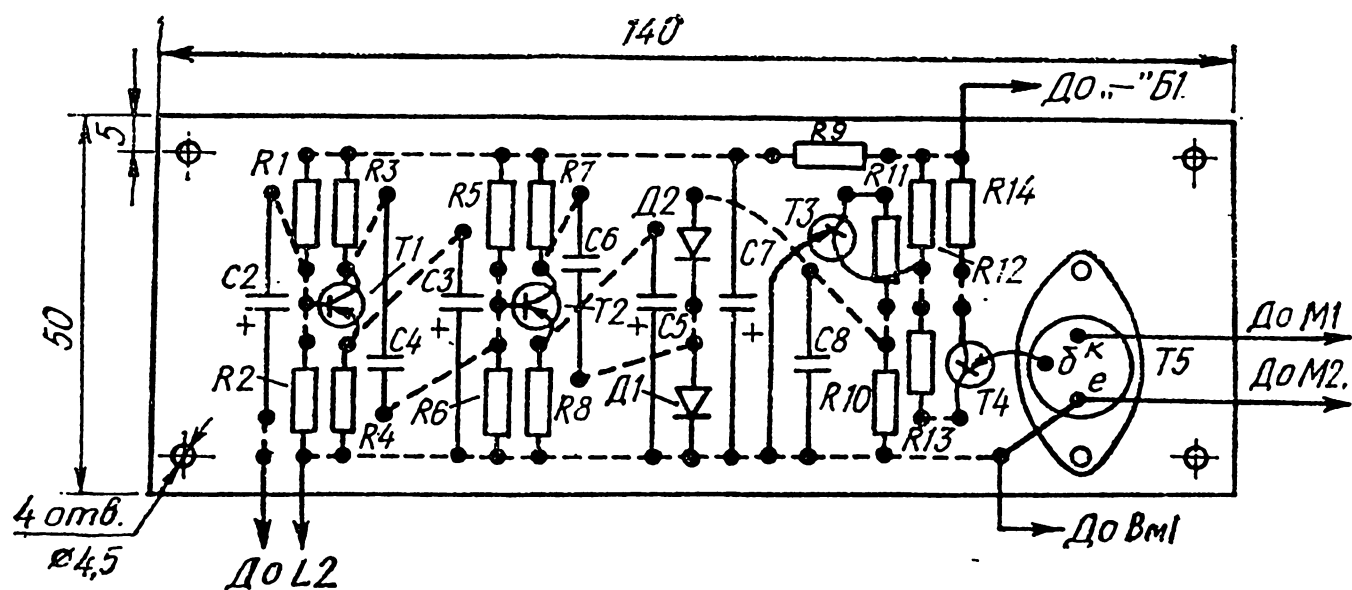 140
До „—" Б1.
5
R9
R1
R3
R5
R7
Д2
R11
R14
T3
C7
T1
C6
R12
C2
C3
T2
C5
C8
50
До М1
C4
б
к
T5
е
До М2.
R2
R6
R8
Д1
R10
T4
R4
R13
4 отв.
ø4,5
До L2
До Вм1
+
+
+
+